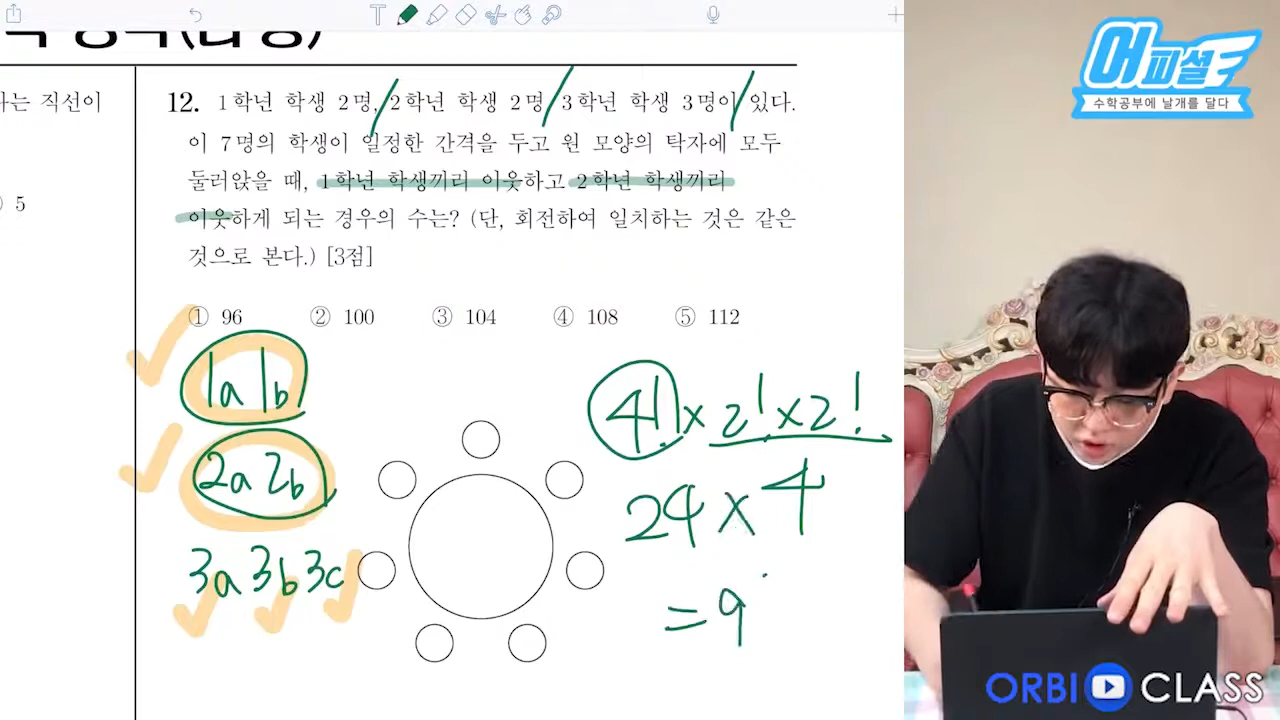 나는 직선이
5
12. 1학년 학생 2명, 2학년 학생 2명, 3학년 학생 3명이 있다.
이 7명의 학생이 일정한 간격을 두고 원 모양의 탁자에 모두
둘러앉을 때, 1학년 학생끼리 이웃하고 2학년 학생끼리
이웃하게 되는 경우의 수는? (단, 회전하여 일치하는 것은 같은
것으로 본다.) [3점]
① 96 ② 100 ③ 104 ④ 108 ⑤ 112
1a 1b
2a 2b
3a 3b 3c
4! × 2! × 2!
24 × 4
= 9
어피셜
수학공부에 날개를 달다
ORBI CLASS